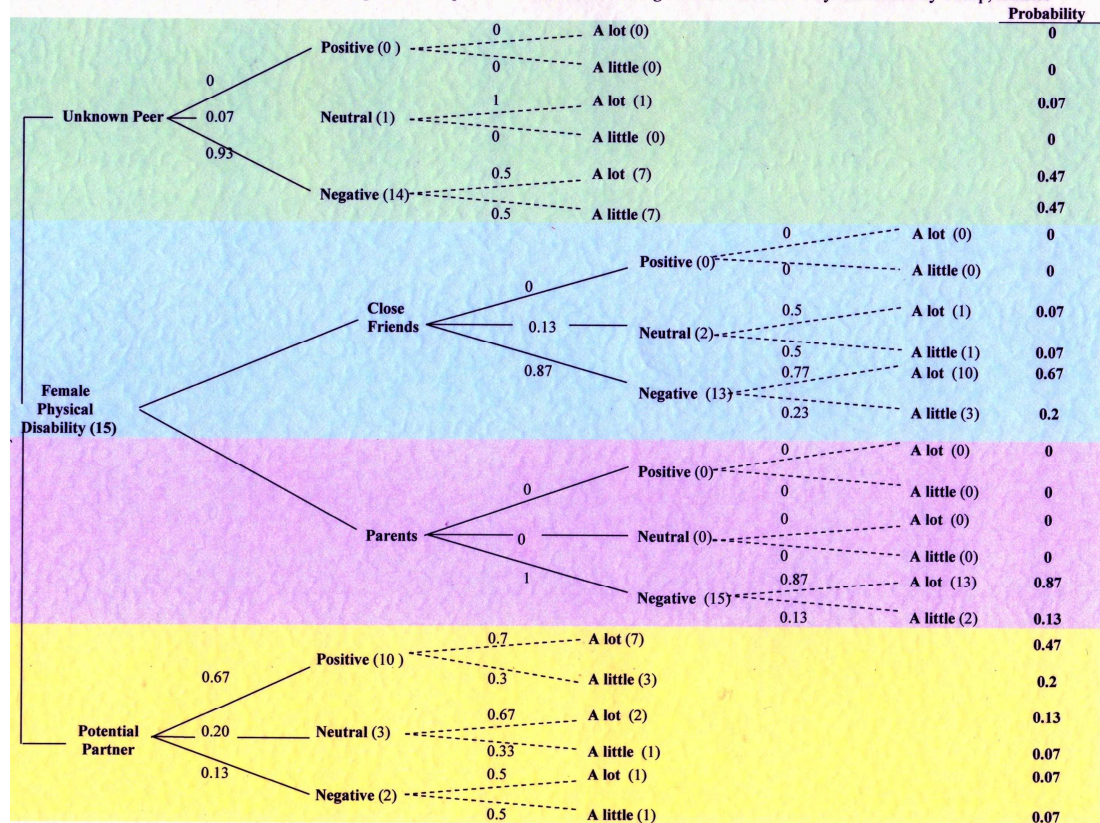 Probability
0 A lot (0) 0
Positive (0 )
0 A little (0) 0
0
1 A lot (1) 0.07
Unknown Peer 0.07 Neutral (1)
0 A little (0) 0
0.93
0.5 A lot (7) 0.47
Negative (14)
0.5 A little (7) 0.47
0 A lot (0) 0
Positive (0)
0 A little (0) 0
0
Close
Friends
0.5 A lot (1) 0.07
0.13 Neutral (2)
0.5 A little (1) 0.07
0.87
0.77 A lot (10) 0.67
Negative (13)
0.23 A little (3) 0.2
Female
Physical
Disability (15)
0 A lot (0) 0
Positive (0)
0 A little (0) 0
0
0 A lot (0) 0
Parents 0 Neutral (0)
0 A little (0) 0
1
0.87 A lot (13) 0.87
Negative (15)
0.13 A little (2) 0.13
0.7 A lot (7) 0.47
Positive (10 )
0.67
0.3 A little (3) 0.2
0.67 A lot (2) 0.13
Potential
Partner
0.20 Neutral (3)
0.33 A little (1) 0.07
0.13
0.5 A lot (1) 0.07
Negative (2)
0.5 A little (1) 0.07